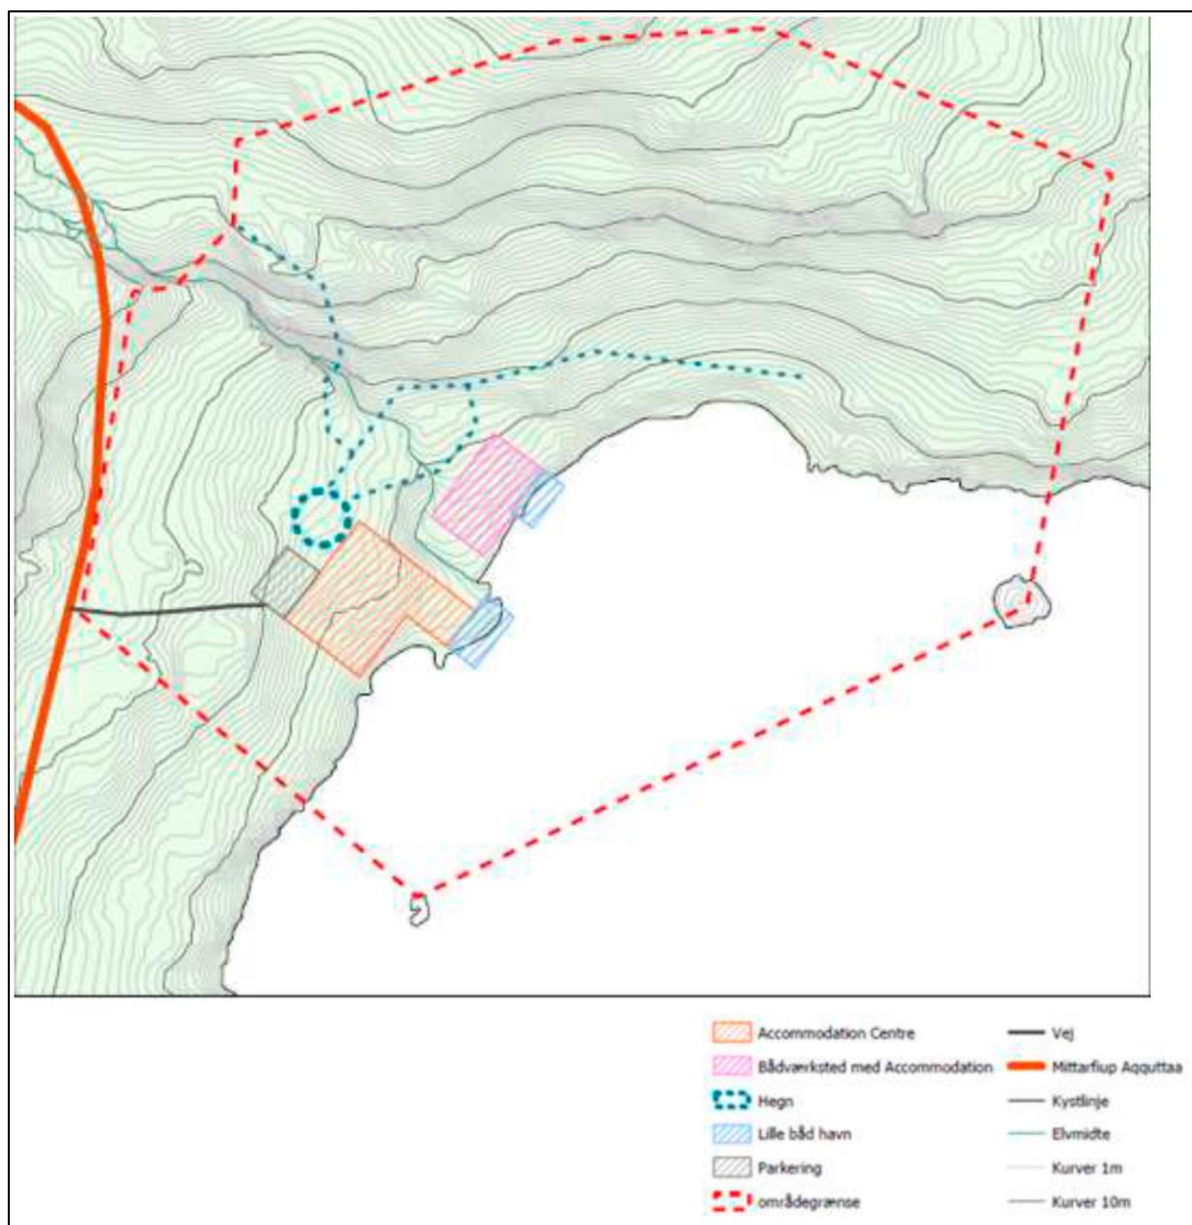 Accommodation Centre
Bådværksted med Accommodation
Hegn
Lille båd havn
Parkering
områdegrænse
Vej
Mittarfiup Aqquttaa
Kystlinje
Elvmidte
Kurver 1m
Kurver 10m